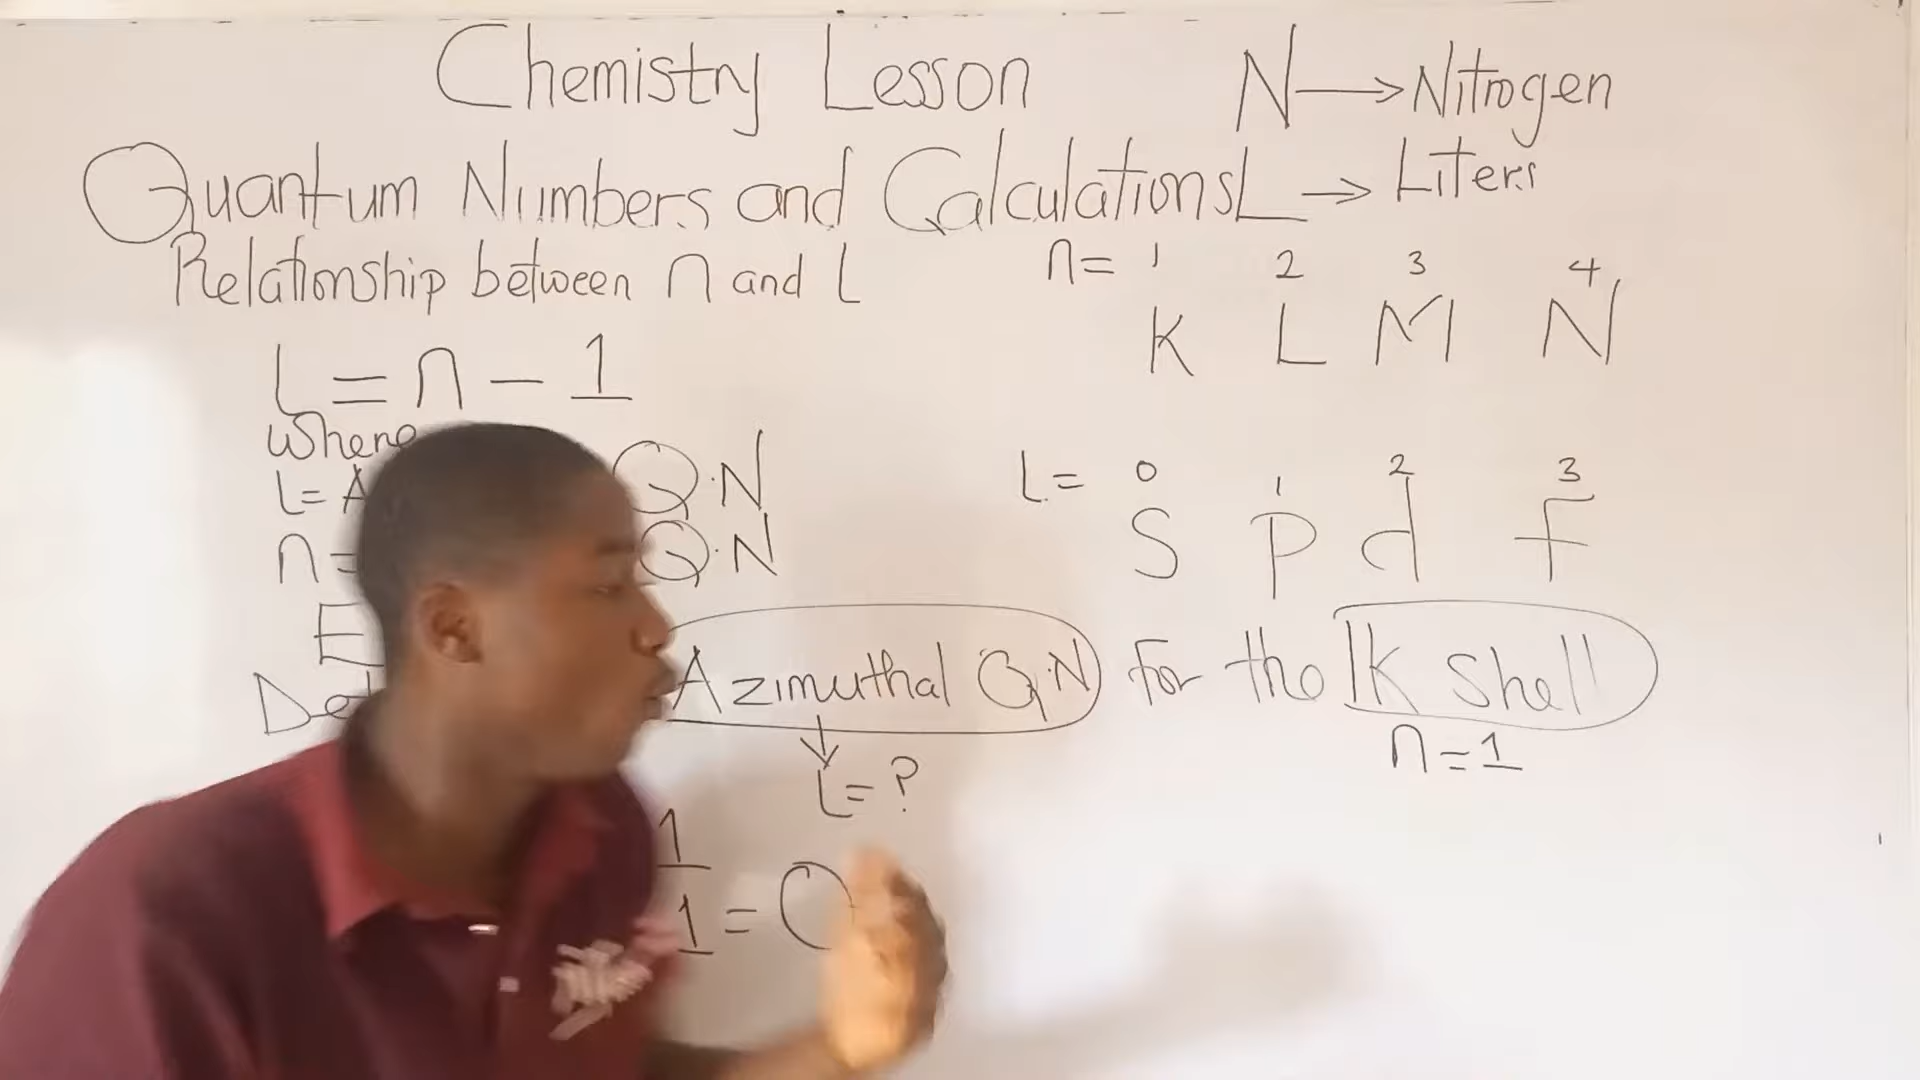 Chemistry Lesson
N → Nitrogen
Quantum Numbers and Calculations
L → Liters
Relationship between n and l
n = 1 2 3 4
K L M N
l = n - 1
where
l =
Q.N
n =
Q.N
l = 0 1 2 3
S p d f
Azimuthal Q.N for the K Shell
n = 1
l = ?
1
1 = 0